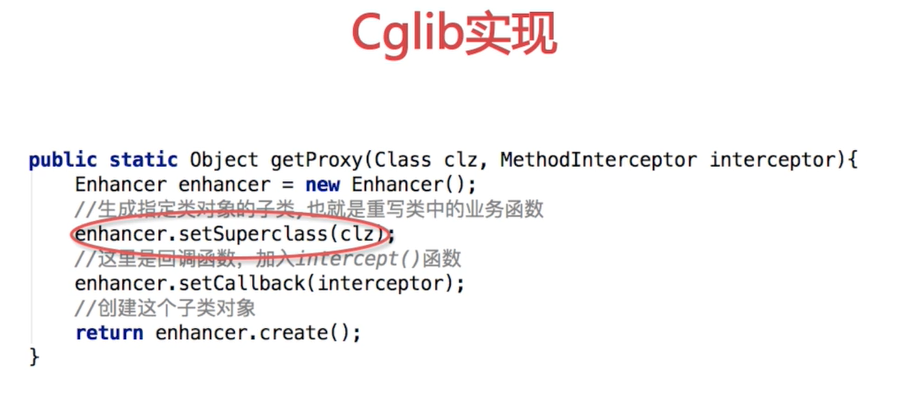 Cglib实现
public static Object getProxy(Class clz, MethodInterceptor interceptor){
Enhancer enhancer = new Enhancer();
//生成指定类对象的子类,也就是重写类中的业务函数
enhancer.setSuperclass(clz);
//这里是回调函数，加入intercept()函数
enhancer.setCallback(interceptor);
//创建这个子类对象
return enhancer.create();
}